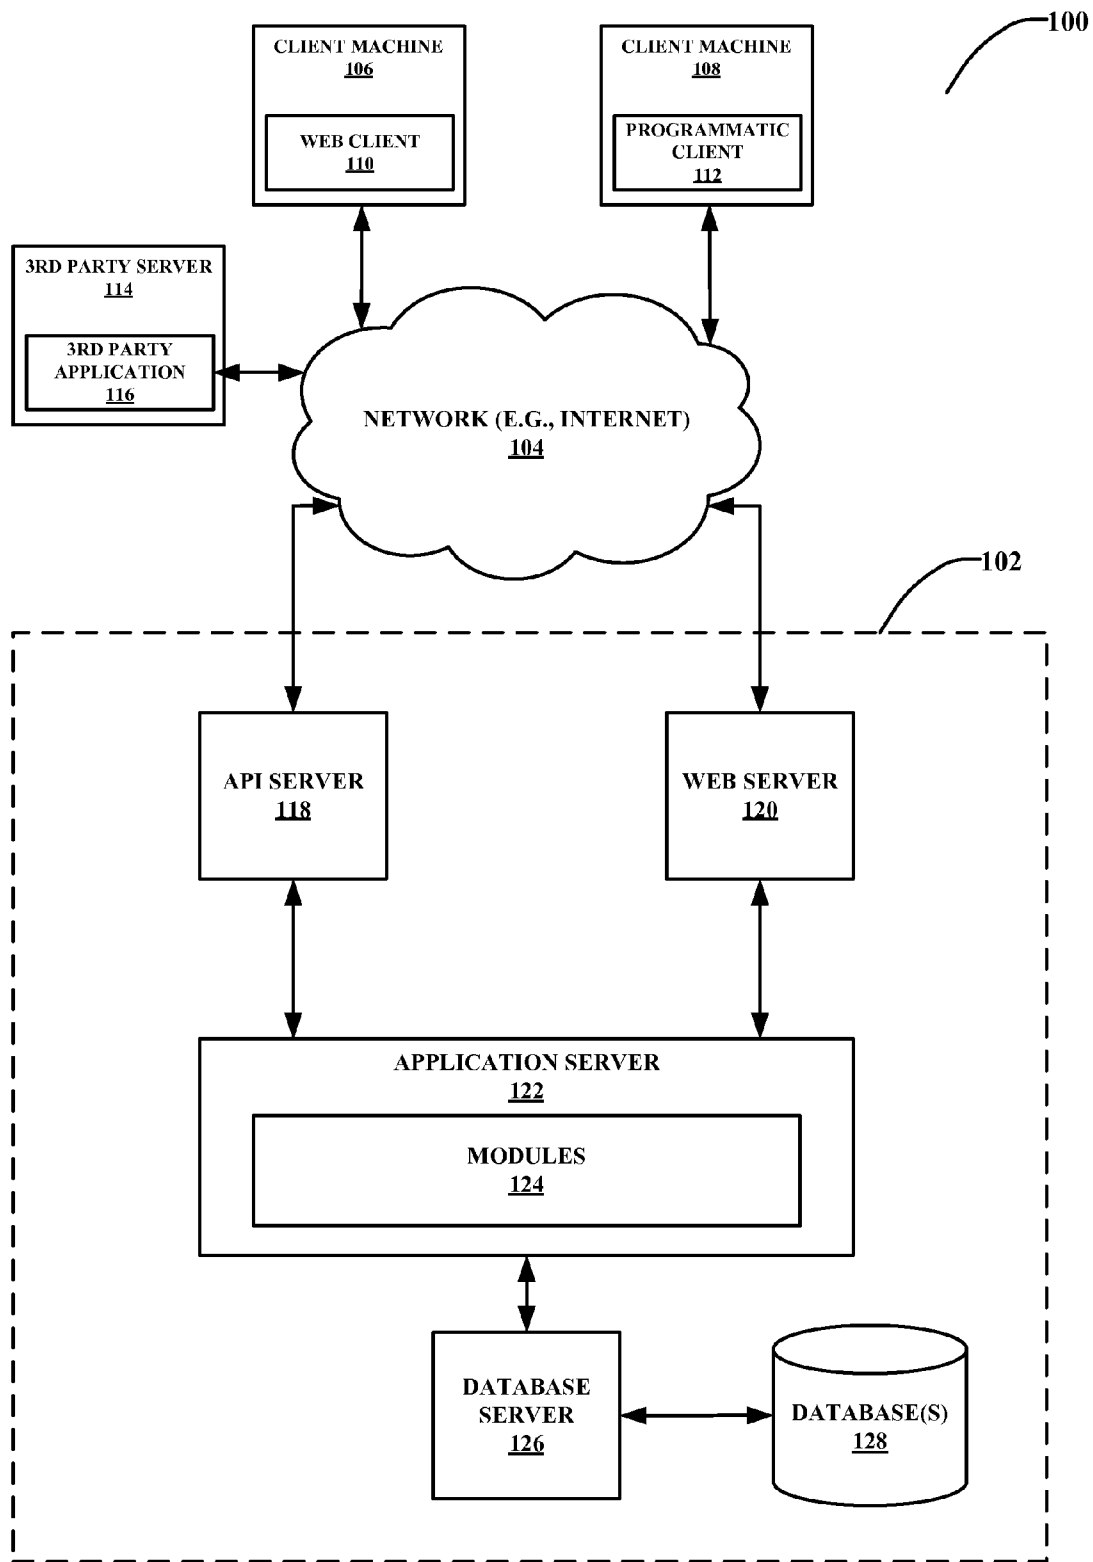 100
CLIENT MACHINE
106
WEB CLIENT
110
CLIENT MACHINE
108
PROGRAMMATIC
CLIENT
112
3RD PARTY SERVER
114
3RD PARTY
APPLICATION
116
NETWORK (E.G., INTERNET)
104
102
API SERVER
118
WEB SERVER
120
APPLICATION SERVER
122
MODULES
124
DATABASE
SERVER
126
DATABASE(S)
128